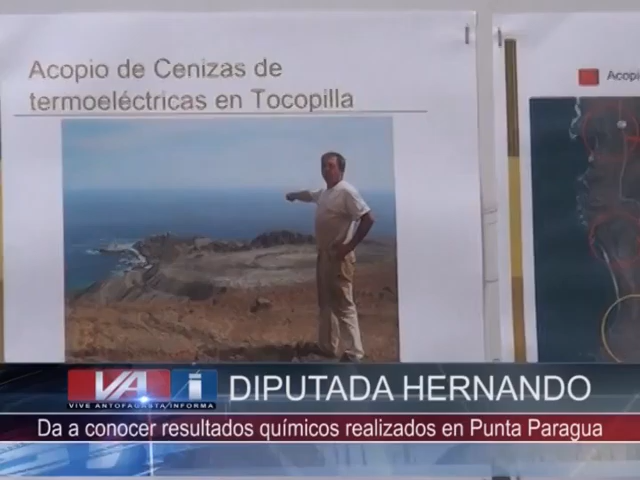 Acopio de Cenizas de
termoeléctricas en Tocopilla
Acopi
VAi
VIVE ANTOFAGASTA INFORMA
DIPUTADA HERNANDO
Da a conocer resultados químicos realizados en Punta Paragua